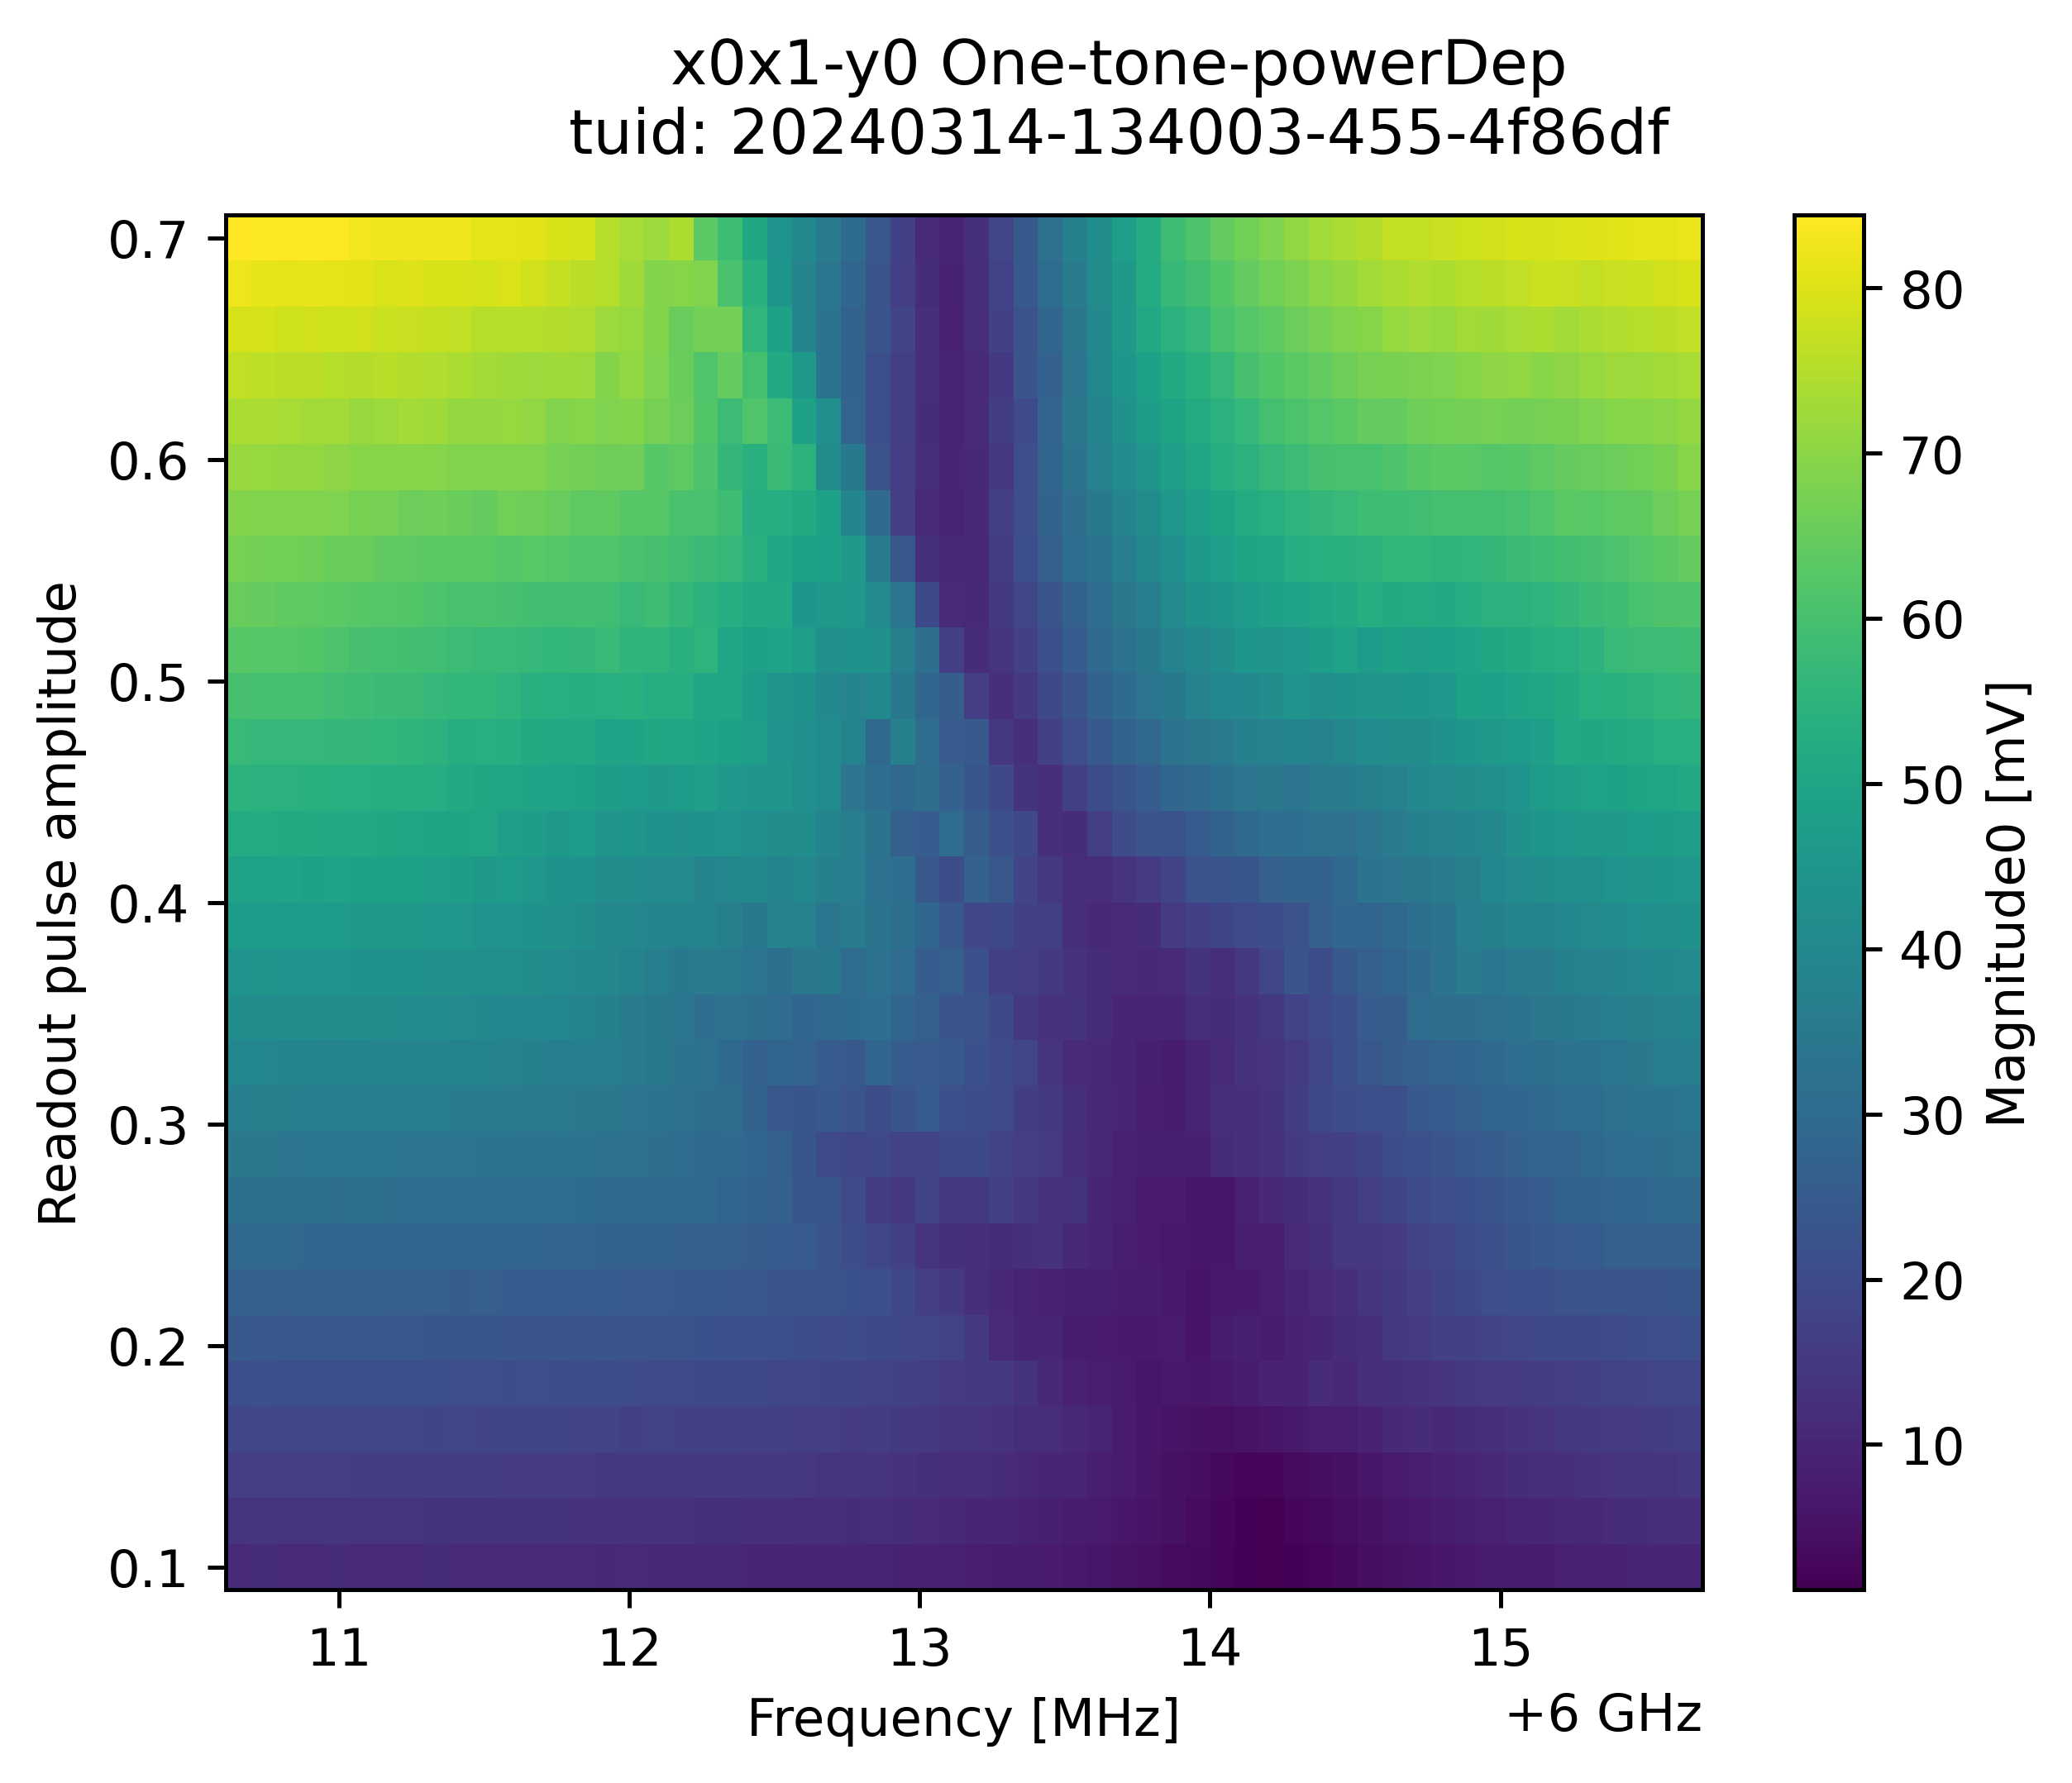 x0x1-y0 One-tone-powerDep
tuid: 20240314-134003-455-4f86df
Readout pulse amplitude
0.7
0.6
0.5
0.4
0.3
0.2
0.1
11 12 13 14 15
Frequency [MHz]
+6 GHz
80
70
60
50
40
30
20
10
Magnitude0 [mV]